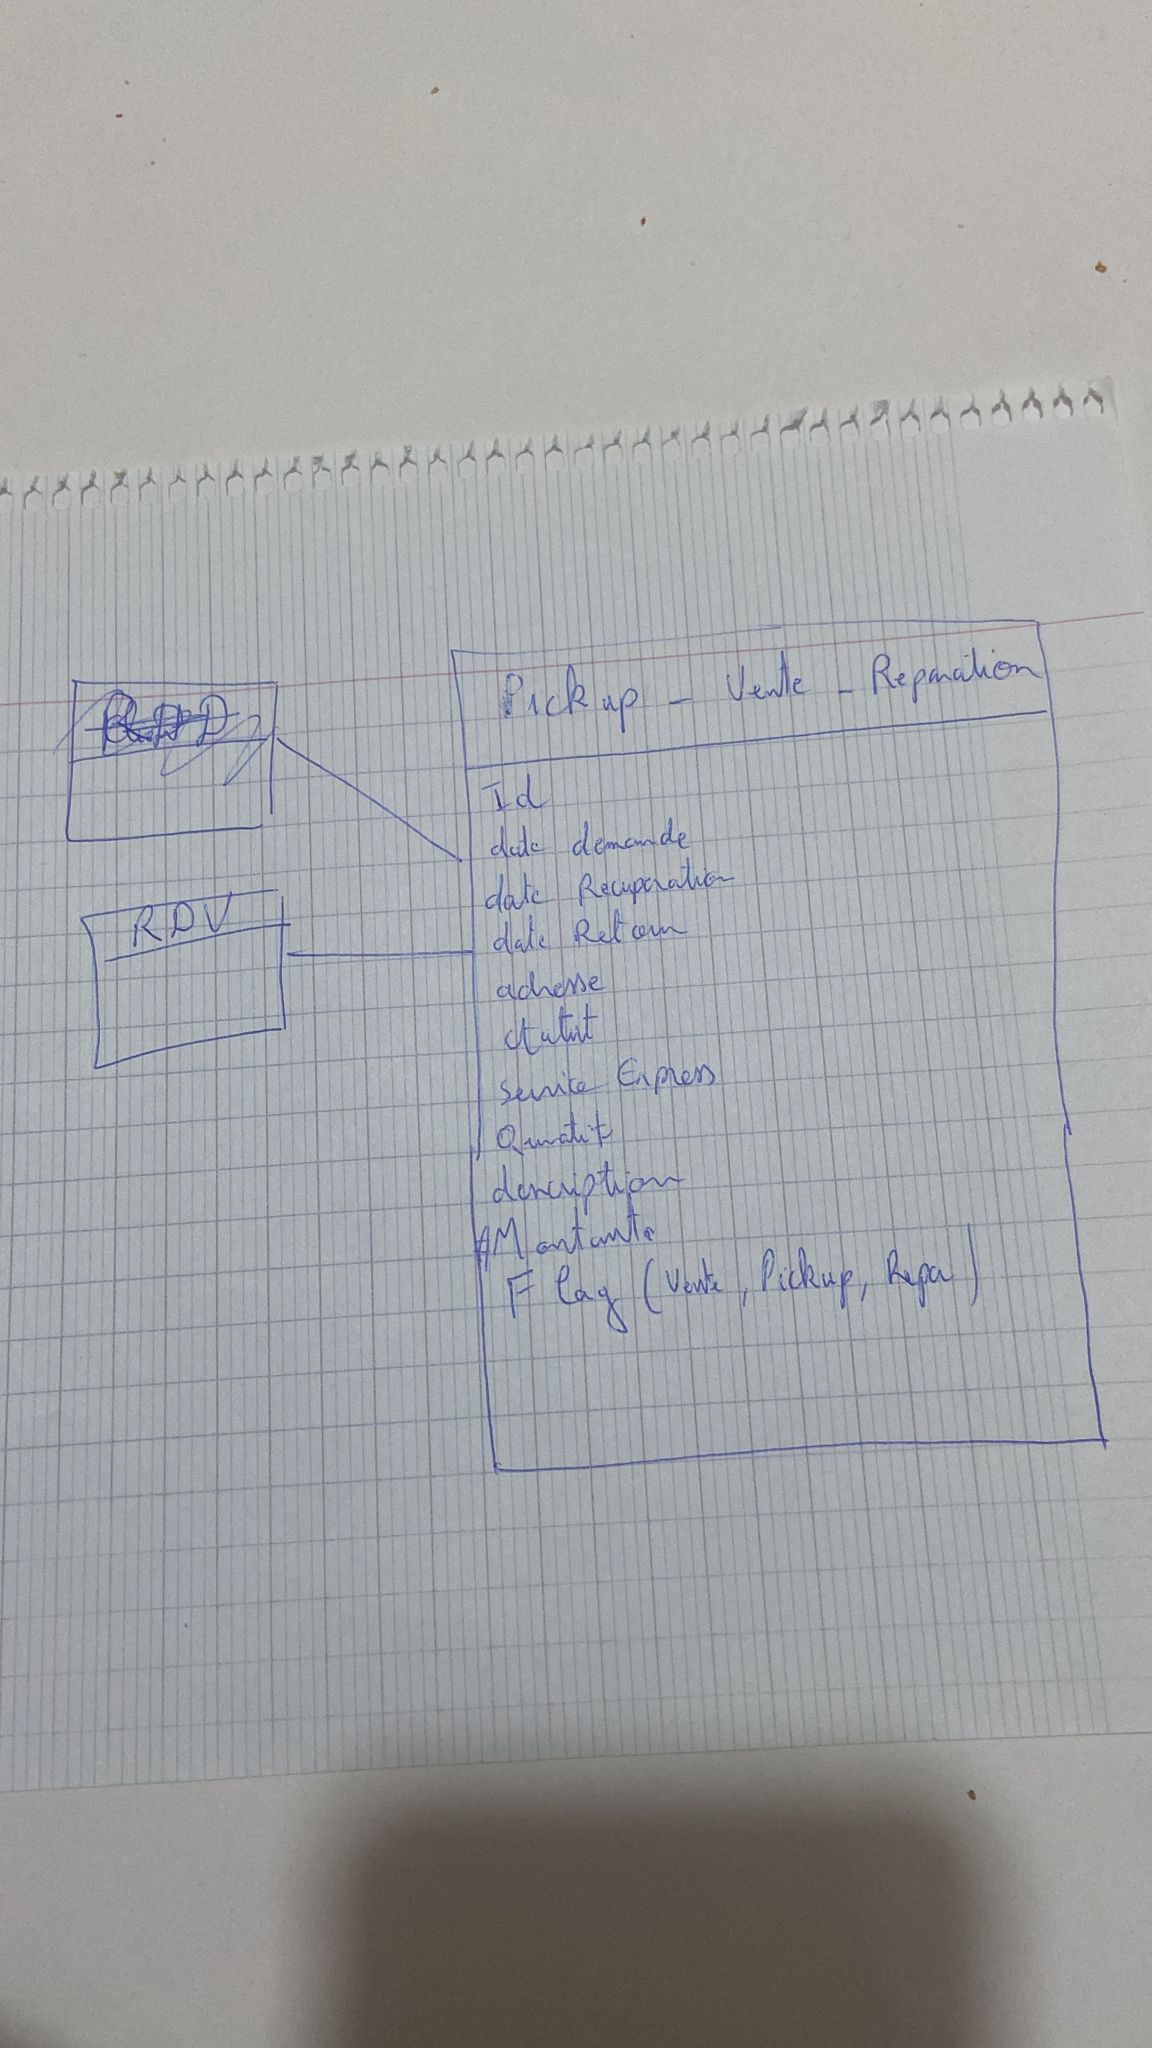 Pickup - Vente - Reparation
Id
date demande
date Recuperation
date Retour
adresse
statut
service Express
Quantit
description
Montante
Flag (Vente, Pickup, Repa)
RDV